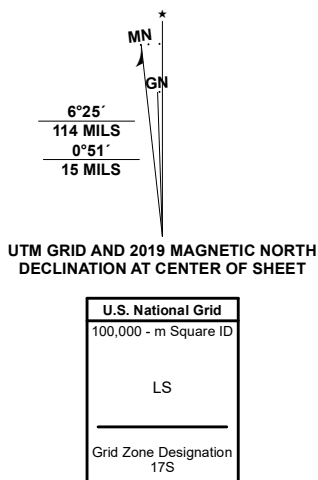 ★
MN
GN
6°25´
114 MILS
0°51´
15 MILS
UTM GRID AND 2019 MAGNETIC NORTH
DECLINATION AT CENTER OF SHEET
U.S. National Grid
100,000 - m Square ID
LS
Grid Zone Designation
17S